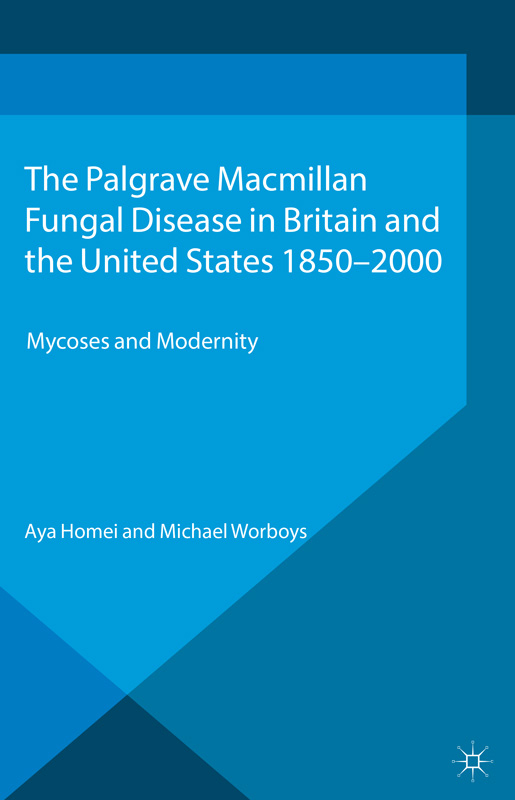 The Palgrave Macmillan
Fungal Disease in Britain and
the United States 1850–2000
Mycoses and Modernity
Aya Homei and Michael Worboys